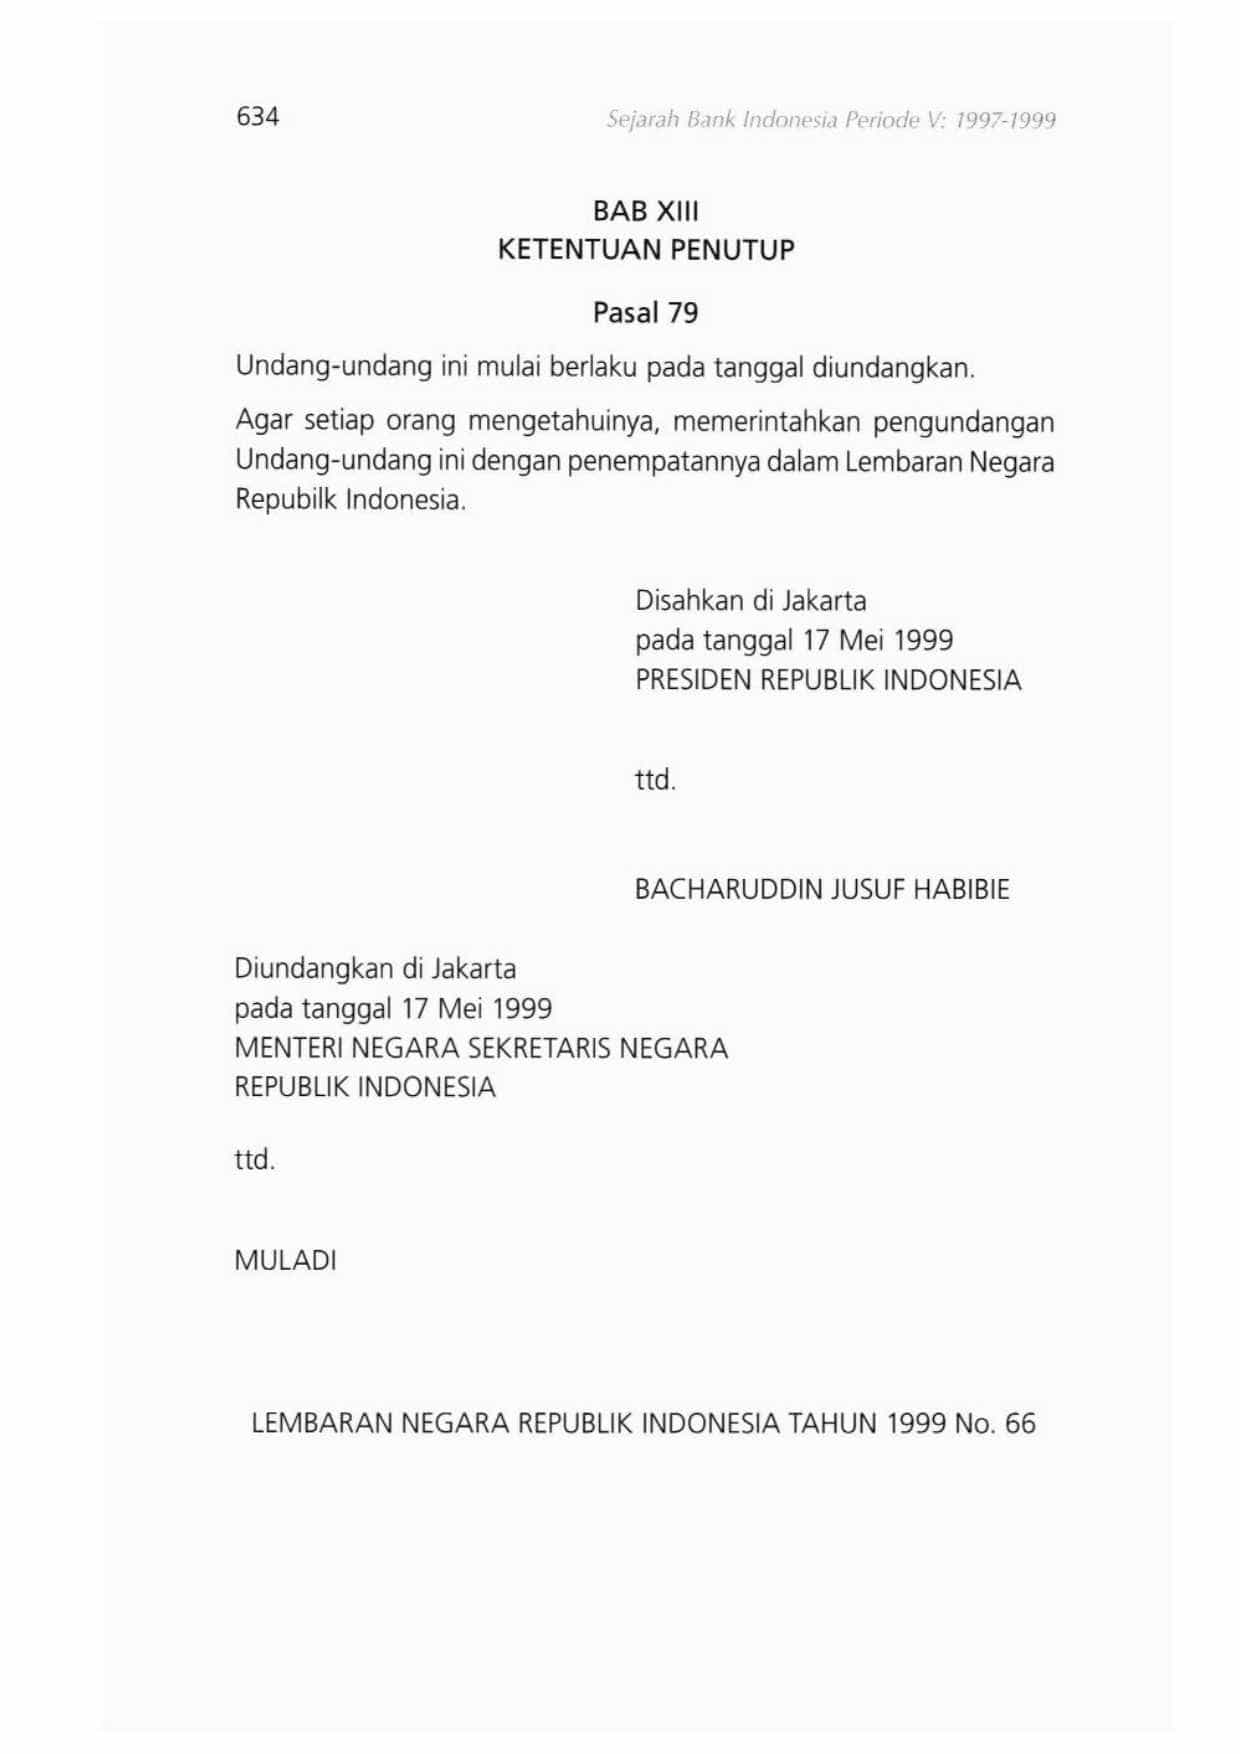 634
Sejarah Bank Indonesia Periode V: 1997-1999
BAB XIII
KETENTUAN PENUTUP
Pasal 79
Undang-undang ini mulai berlaku pada tanggal diundangkan.
Agar setiap orang mengetahuinya, memerintahkan pengundangan
Undang-undang ini dengan penempatannya dalam Lembaran Negara
Repubilk Indonesia.
Disahkan di Jakarta
pada tanggal 17 Mei 1999
PRESIDEN REPUBLIK INDONESIA
ttd.
BACHARUDDIN JUSUF HABIBIE
Diundangkan di Jakarta
pada tanggal 17 Mei 1999
MENTERI NEGARA SEKRETARIS NEGARA
REPUBLIK INDONESIA
ttd.
MULADI
LEMBARAN NEGARA REPUBLIK INDONESIA TAHUN 1999 No. 66